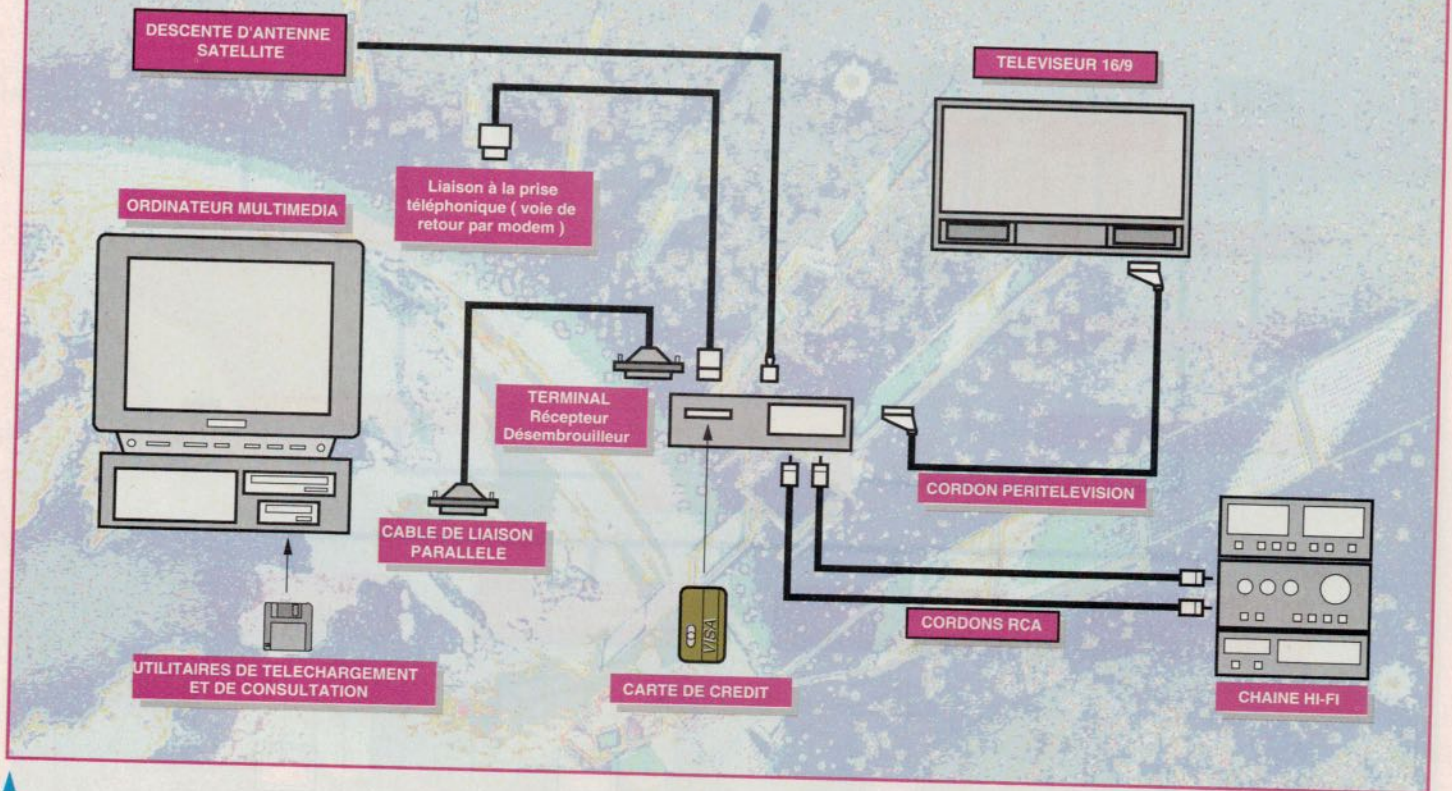 DESCENTE D'ANTENNE
SATELLITE
TELEVISEUR 16/9
Liaison à la prise
téléphonique ( voie de
retour par modem )
ORDINATEUR MULTIMEDIA
TERMINAL
Récepteur
Désembrouilleur
CORDON PERITELEVISION
CABLE DE LIAISON
PARALLELE
CORDONS RCA
VISA
UTILITAIRES DE TELECHARGEMENT
ET DE CONSULTATION
CARTE DE CREDIT
CHAINE HI-FI